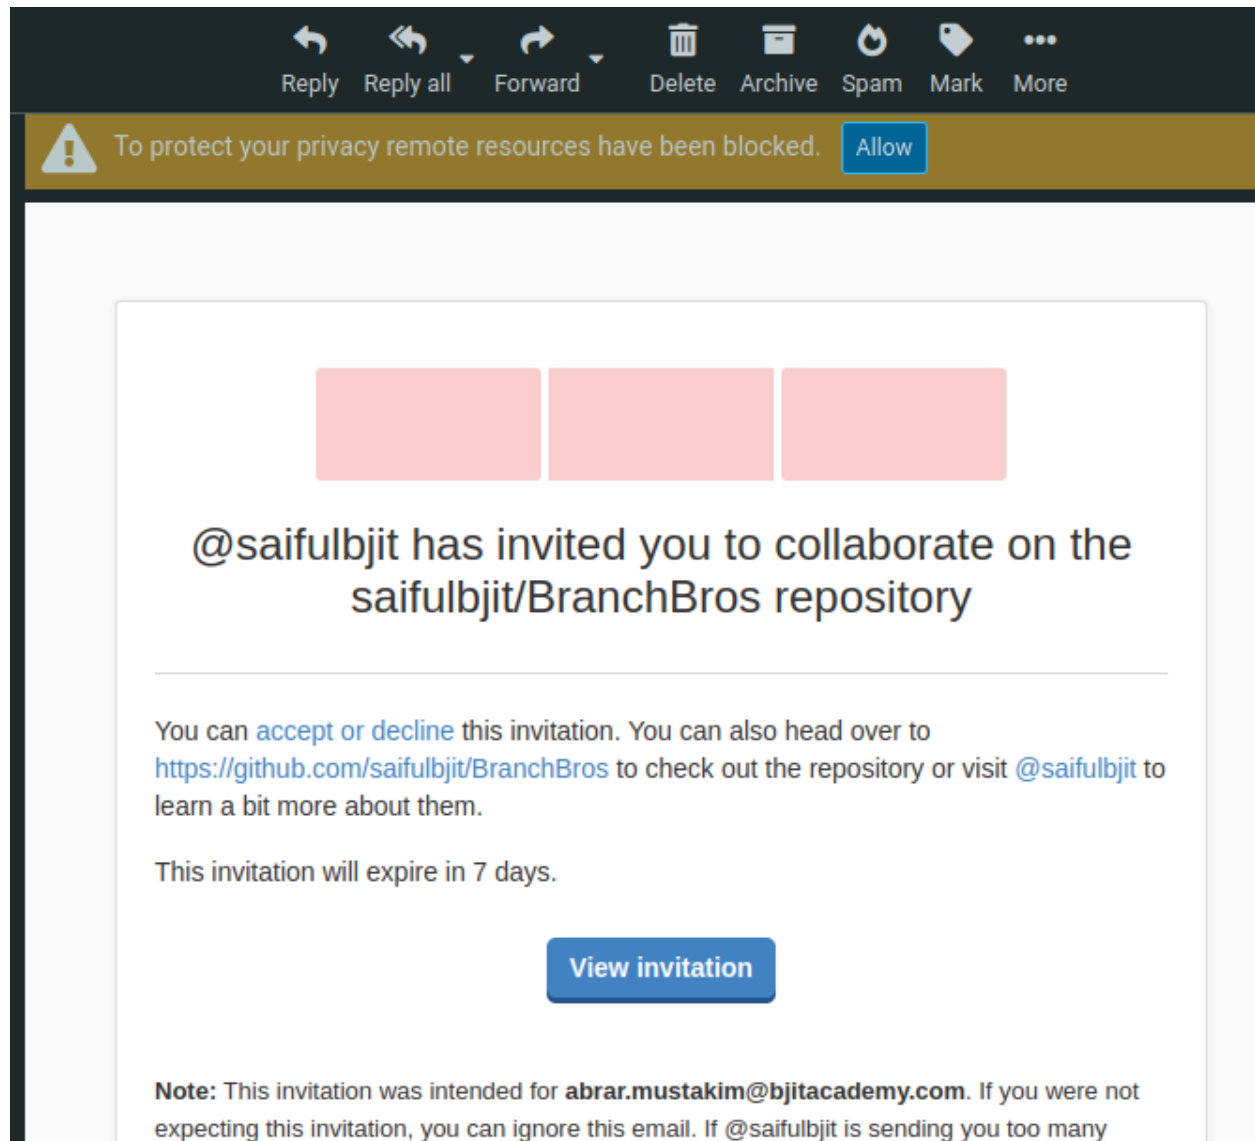 Reply Reply all Forward Delete Archive Spam Mark More
To protect your privacy remote resources have been blocked. Allow
@saifulbjit has invited you to collaborate on the
saifulbjit/BranchBros repository
You can accept or decline this invitation. You can also head over to
https://github.com/saifulbjit/BranchBros to check out the repository or visit @saifulbjit to
learn a bit more about them.
This invitation will expire in 7 days.
View invitation
Note: This invitation was intended for abrar.mustakim@bjitacademy.com. If you were not
expecting this invitation, you can ignore this email. If @saifulbjit is sending you too many